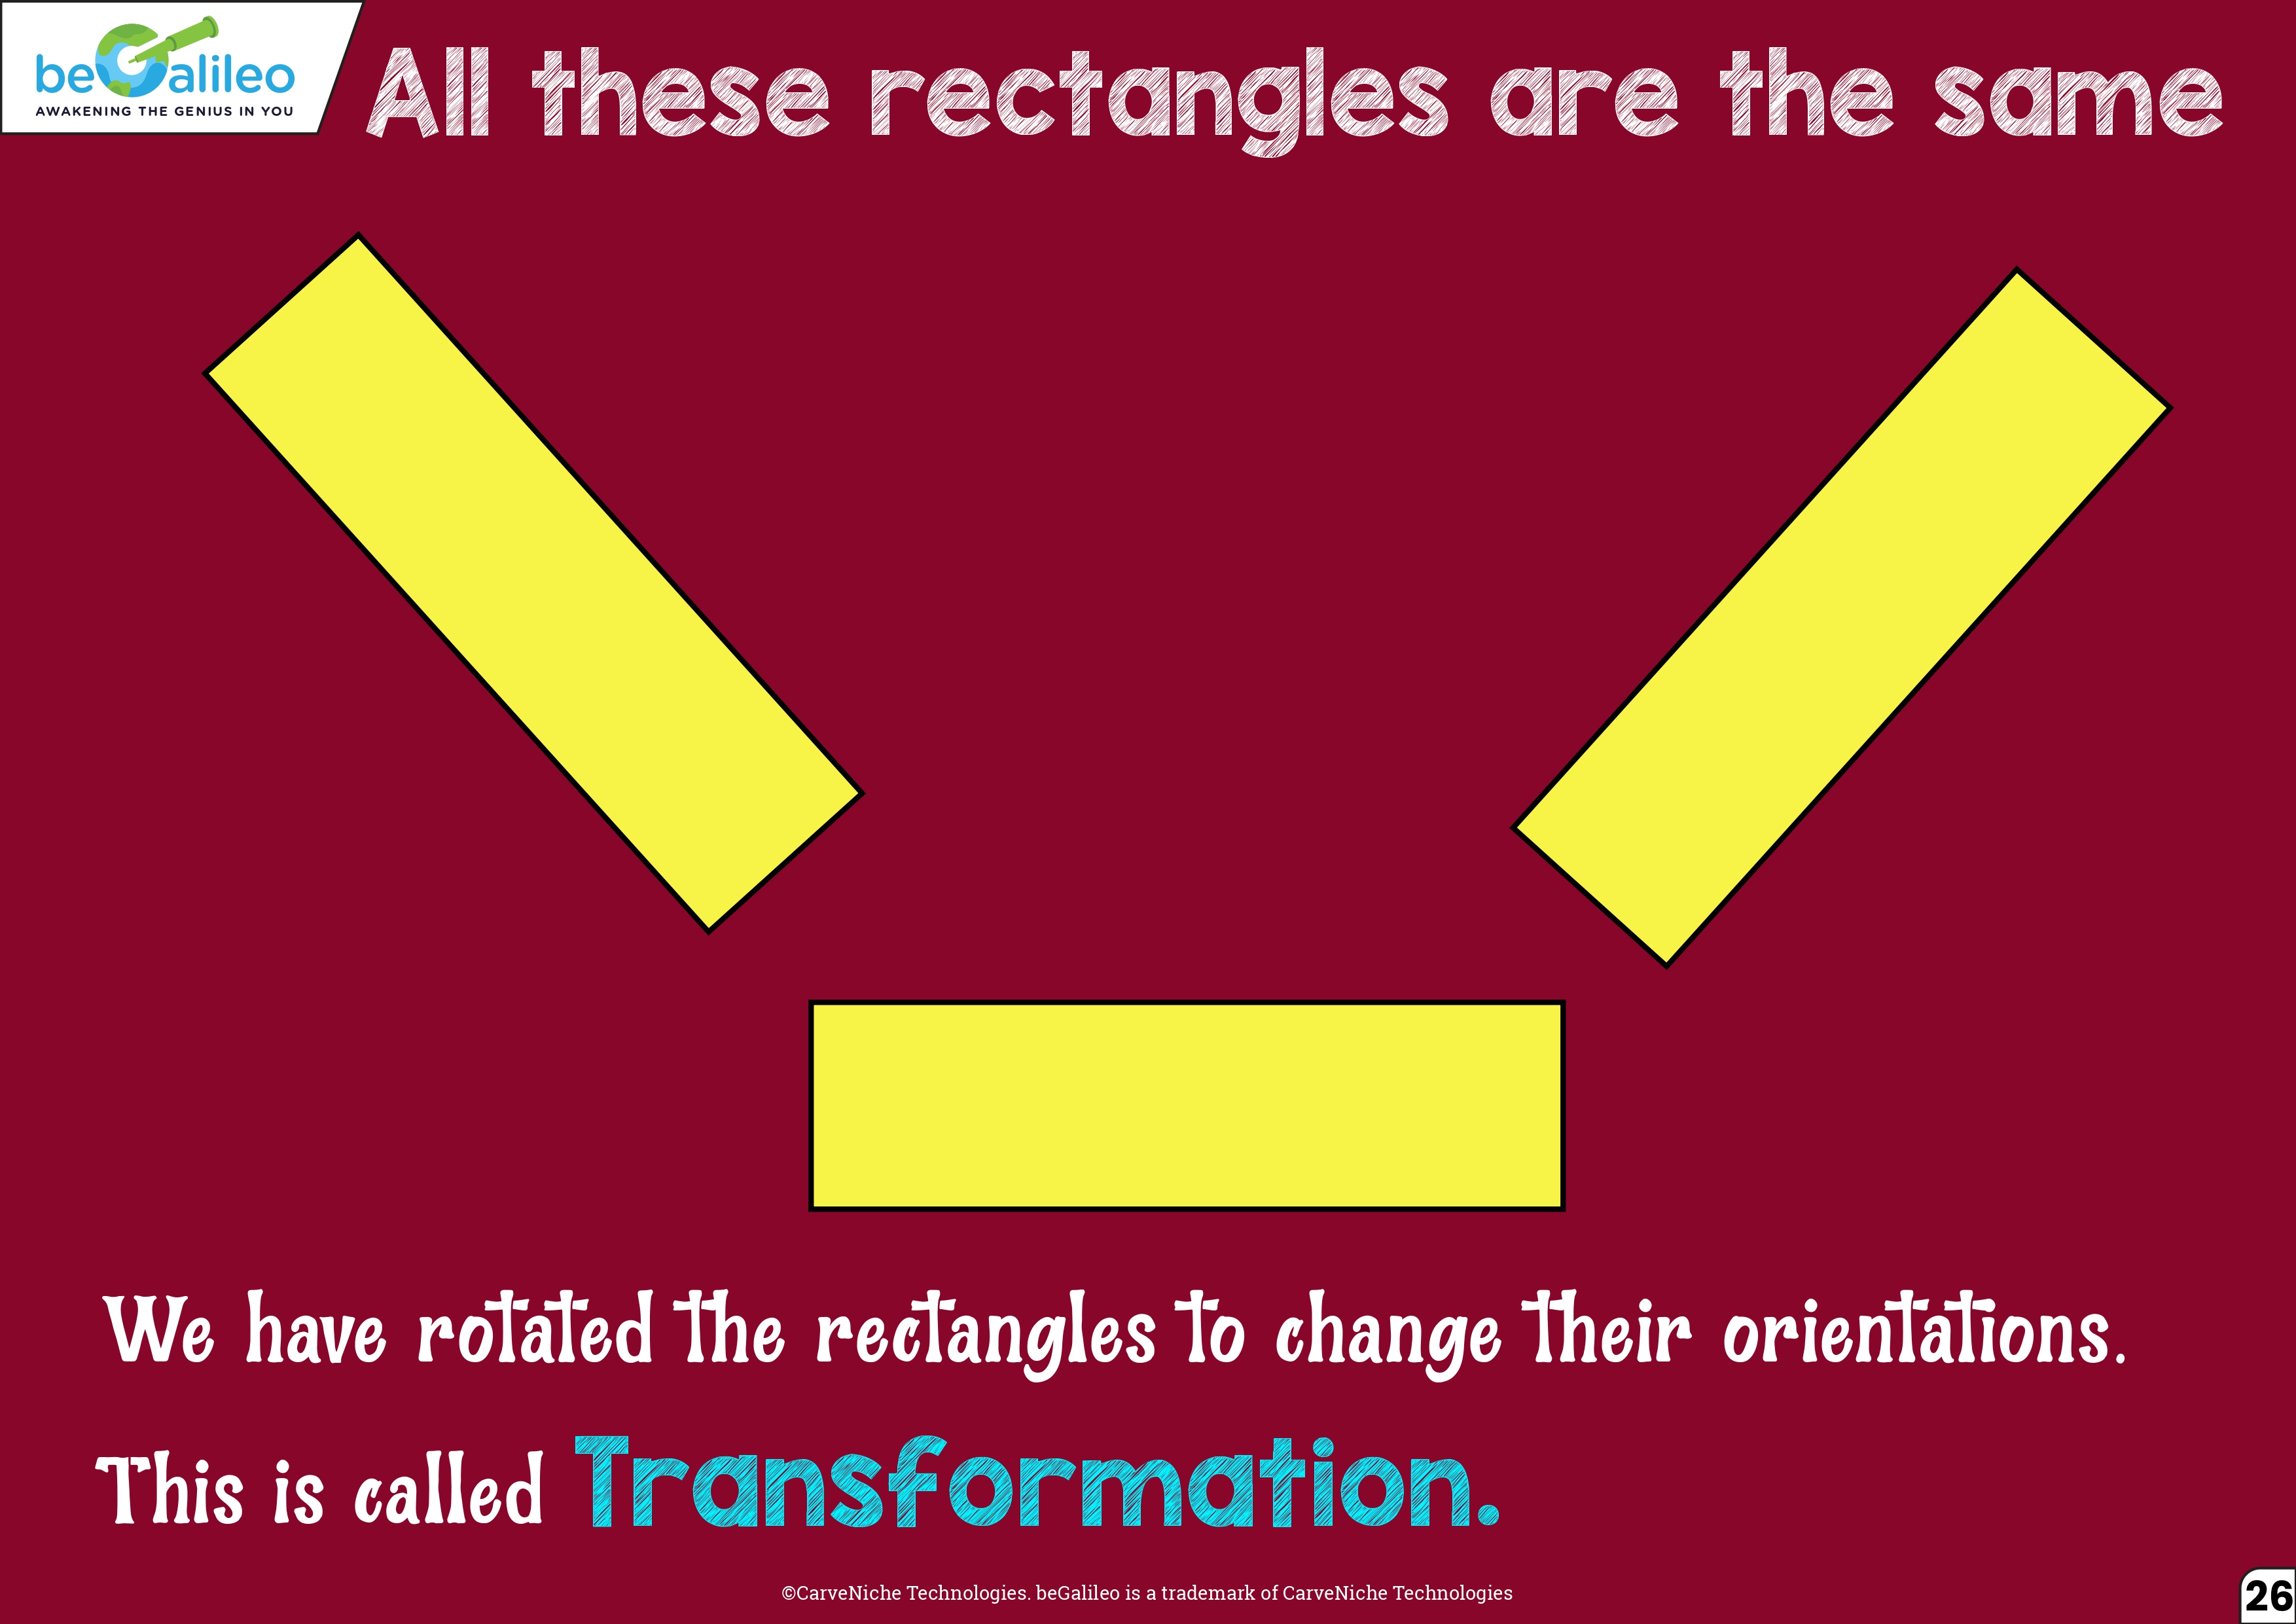 beGalileo
AWAKENING THE GENIUS IN YOU
All these rectangles are the same
We have rotated the rectangles to change their orientations.
This is called Transformation.
©CarveNiche Technologies. beGalileo is a trademark of CarveNiche Technologies
26